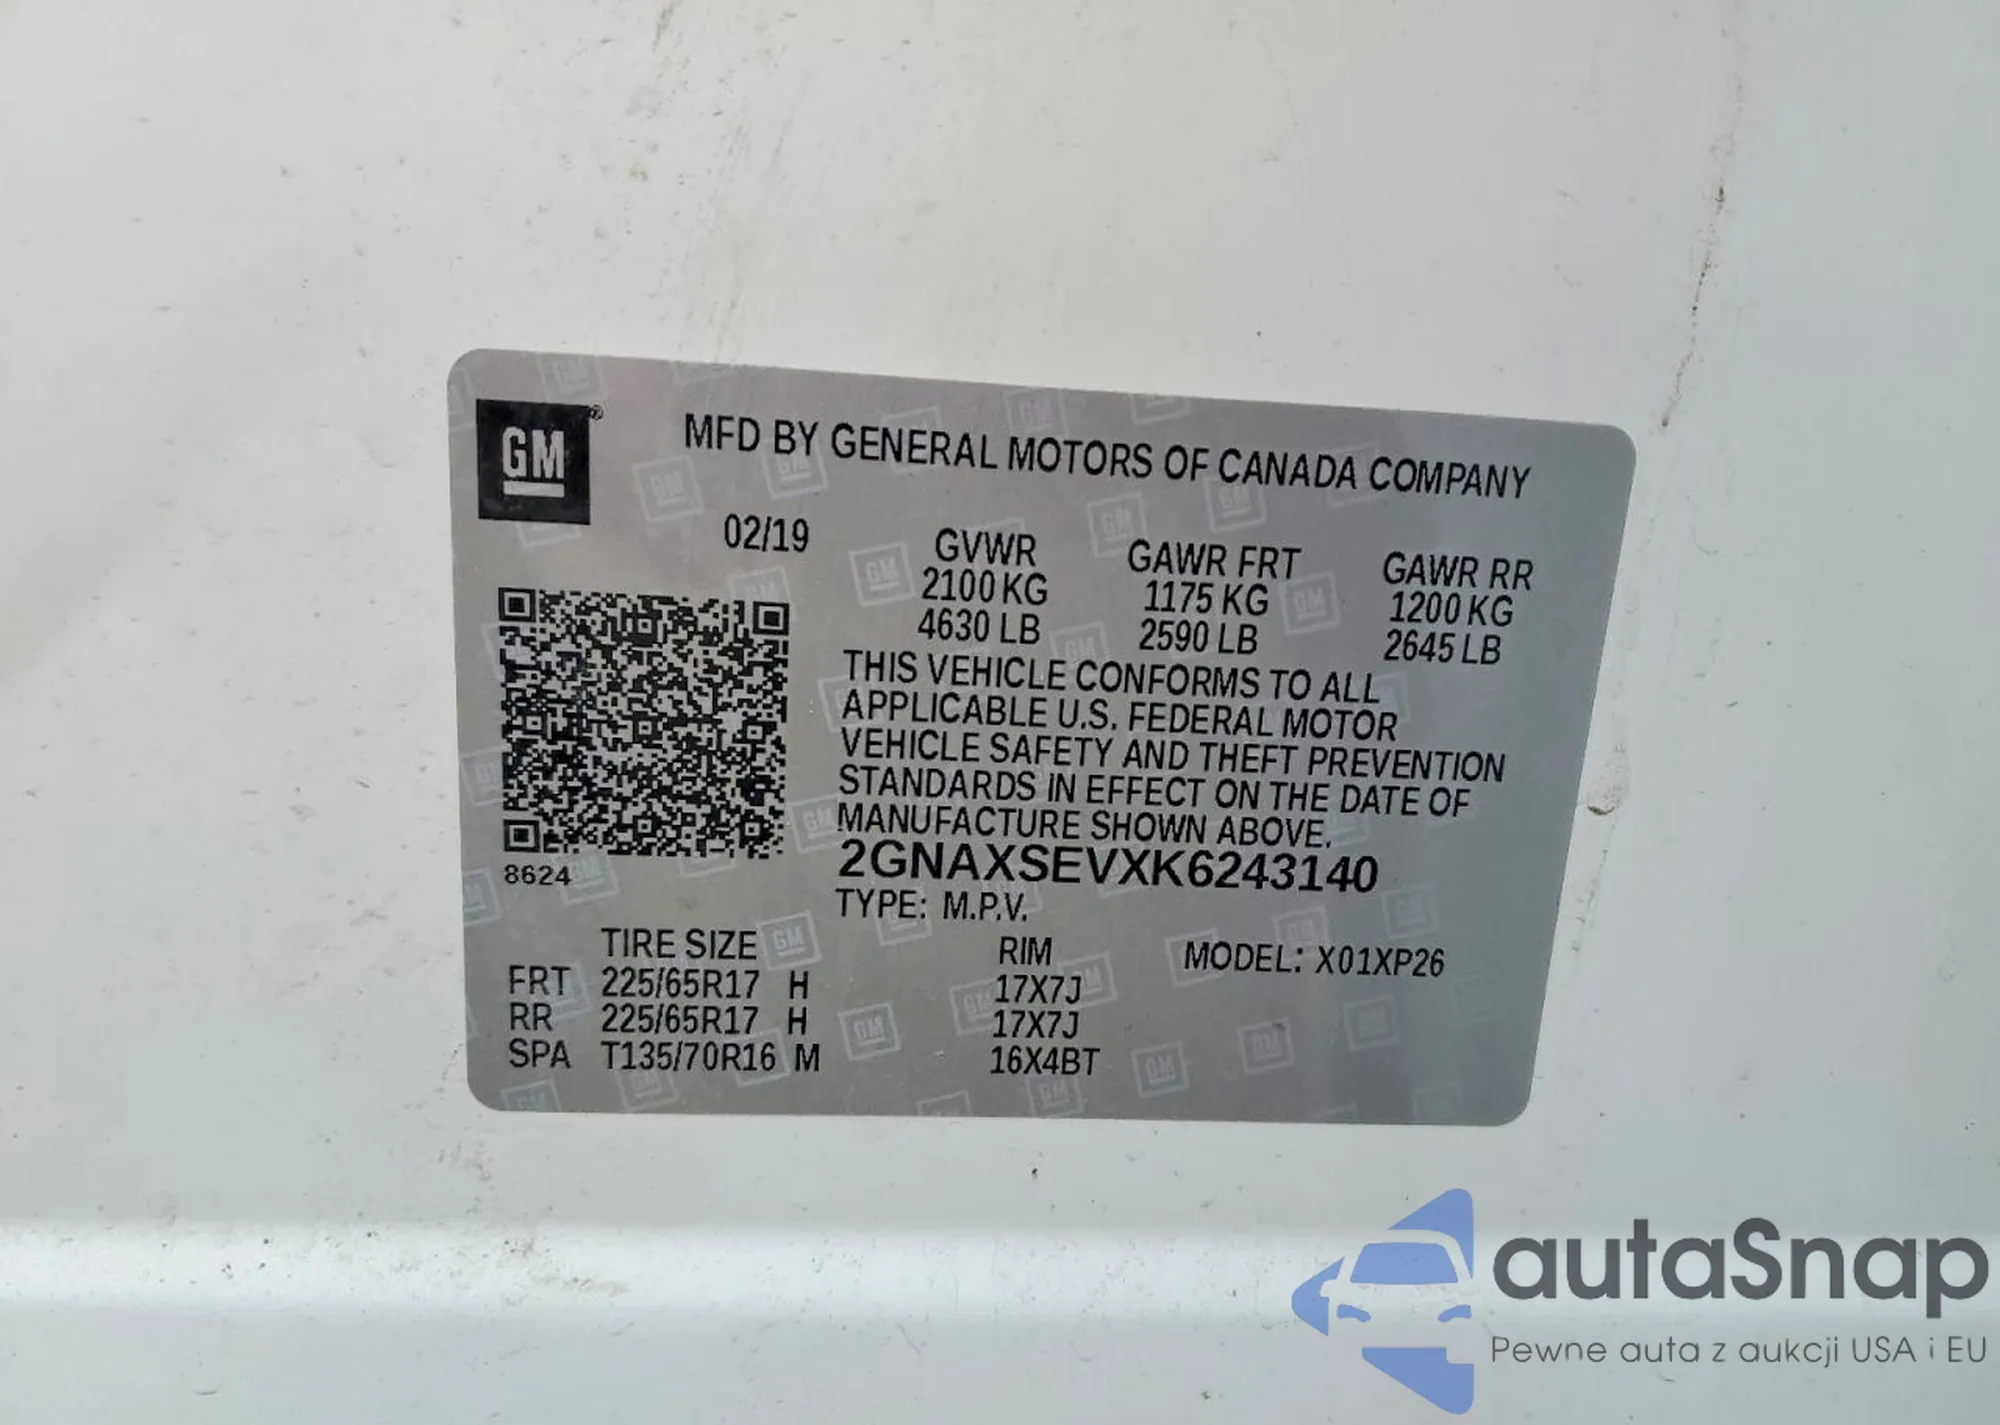 GM®
MFD BY GENERAL MOTORS OF CANADA COMPANY
02/19
GVWR GAWR FRT GAWR RR
2100 KG 1175 KG 1200 KG
4630 LB 2590 LB 2645 LB
THIS VEHICLE CONFORMS TO ALL
APPLICABLE U.S. FEDERAL MOTOR
VEHICLE SAFETY AND THEFT PREVENTION
STANDARDS IN EFFECT ON THE DATE OF
MANUFACTURE SHOWN ABOVE.
8624
2GNAXSEVXK6243140
TYPE: M.P.V.
TIRE SIZE RIM MODEL: X01XP26
FRT 225/65R17 H 17X7J
RR 225/65R17 H 17X7J
SPA T135/70R16 M 16X4BT
autaSnap
Pewne auta z aukcji USA i EU